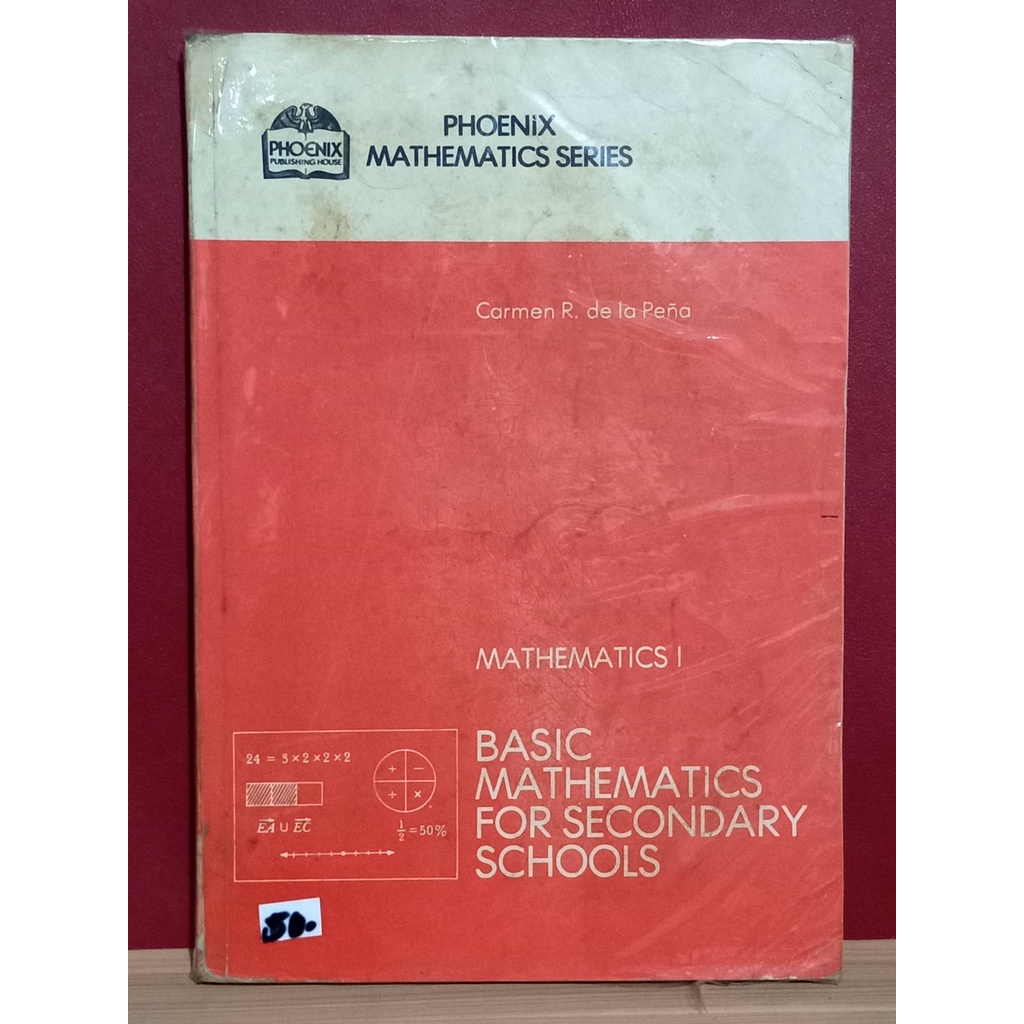 PHOENIX
PUBLISHING HOUSE
PHOENiX
MATHEMATICS SERIES
Carmen R. de la Peña
MATHEMATICS I
BASIC
MATHEMATICS
FOR SECONDARY
SCHOOLS
24 = 3 × 2 × 2 × 2
+ −
÷ ×
EA ∪ EC
1/2 = 50%
50.